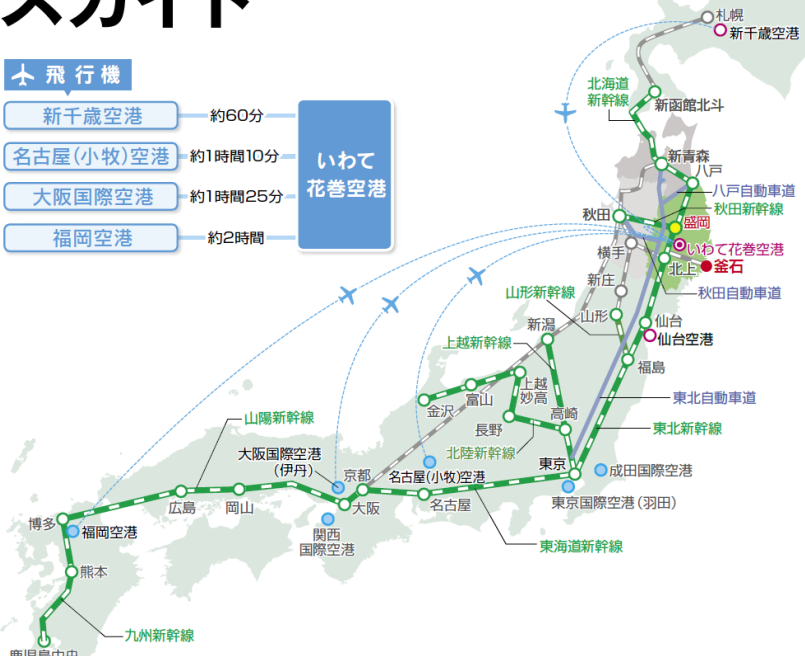 スガイド
飛行機
新千歳空港
約60分
名古屋(小牧)空港
約1時間10分
大阪国際空港
約1時間25分
福岡空港
約2時間
いわて
花巻空港
札幌
新千歳空港
北海道
新幹線
新函館北斗
新青森
八戸
八戸自動車道
秋田新幹線
秋田
盛岡
いわて花巻空港
横手
北上
釜石
新庄
秋田自動車道
山形新幹線
山形
仙台
仙台空港
新潟
上越新幹線
福島
上越
妙高
富山
金沢
高崎
東北自動車道
長野
東北新幹線
北陸新幹線
山陽新幹線
大阪国際空港
(伊丹)
京都
名古屋(小牧)空港
東京
成田国際空港
広島
岡山
大阪
名古屋
東京国際空港(羽田)
博多
福岡空港
関西
国際空港
東海道新幹線
熊本
九州新幹線
鹿児島中央